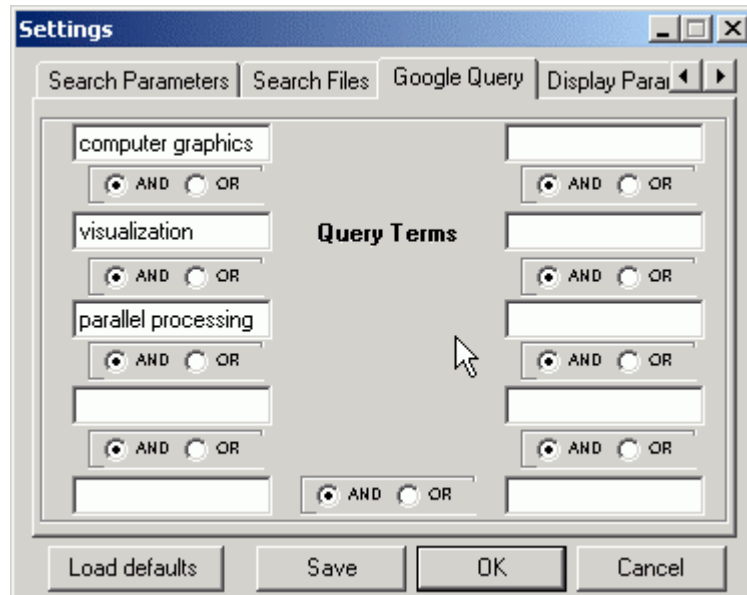 Settings
Search Parameters Search Files Google Query Display Para
computer graphics
AND OR AND OR
visualization Query Terms
AND OR AND OR
parallel processing
AND OR AND OR
AND OR AND OR
AND OR
Load defaults Save OK Cancel